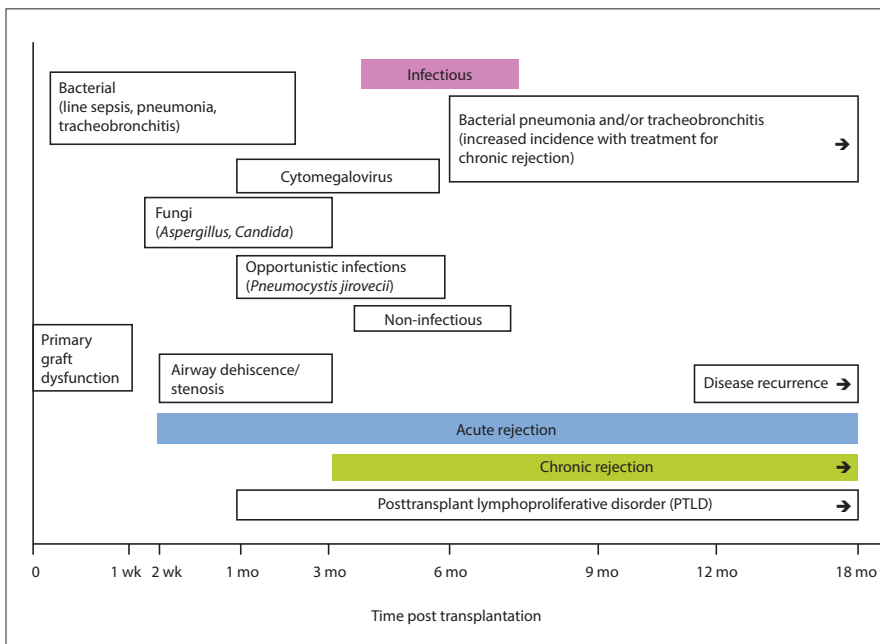 Infectious
Bacterial
(line sepsis, pneumonia,
tracheobronchitis)
Bacterial pneumonia and/or tracheobronchitis
(increased incidence with treatment for
chronic rejection)
➔
Cytomegalovirus
Fungi
(Aspergillus, Candida)
Opportunistic infections
(Pneumocystis jirovecii)
Non-infectious
Primary
graft
dysfunction
Airway dehiscence/
stenosis
Disease recurrence ➔
Acute rejection
Chronic rejection ➔
Posttransplant lymphoproliferative disorder (PTLD) ➔
0 1 wk 2 wk 1 mo 3 mo 6 mo 9 mo 12 mo 18 mo
Time post transplantation